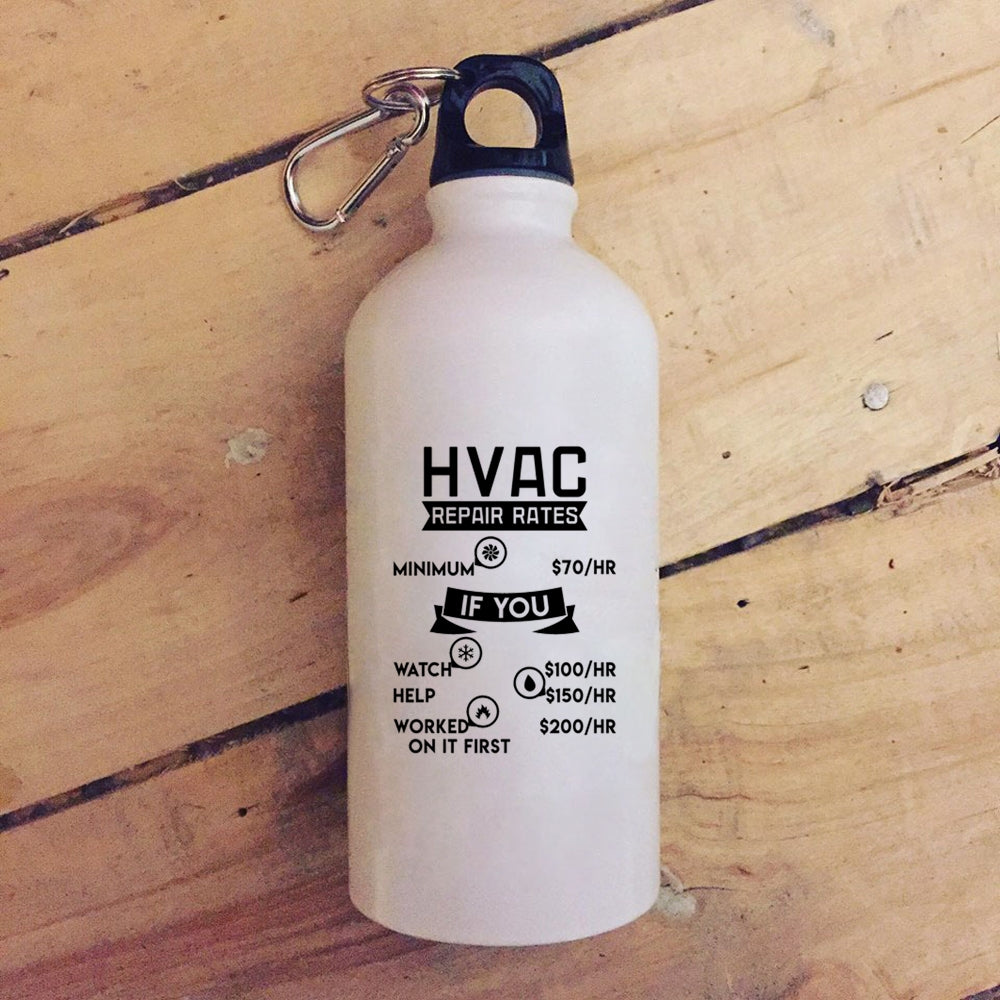 HVAC
REPAIR RATES
MINIMUM $70/HR
IF YOU
WATCH $100/HR
HELP $150/HR
WORKED $200/HR
ON IT FIRST